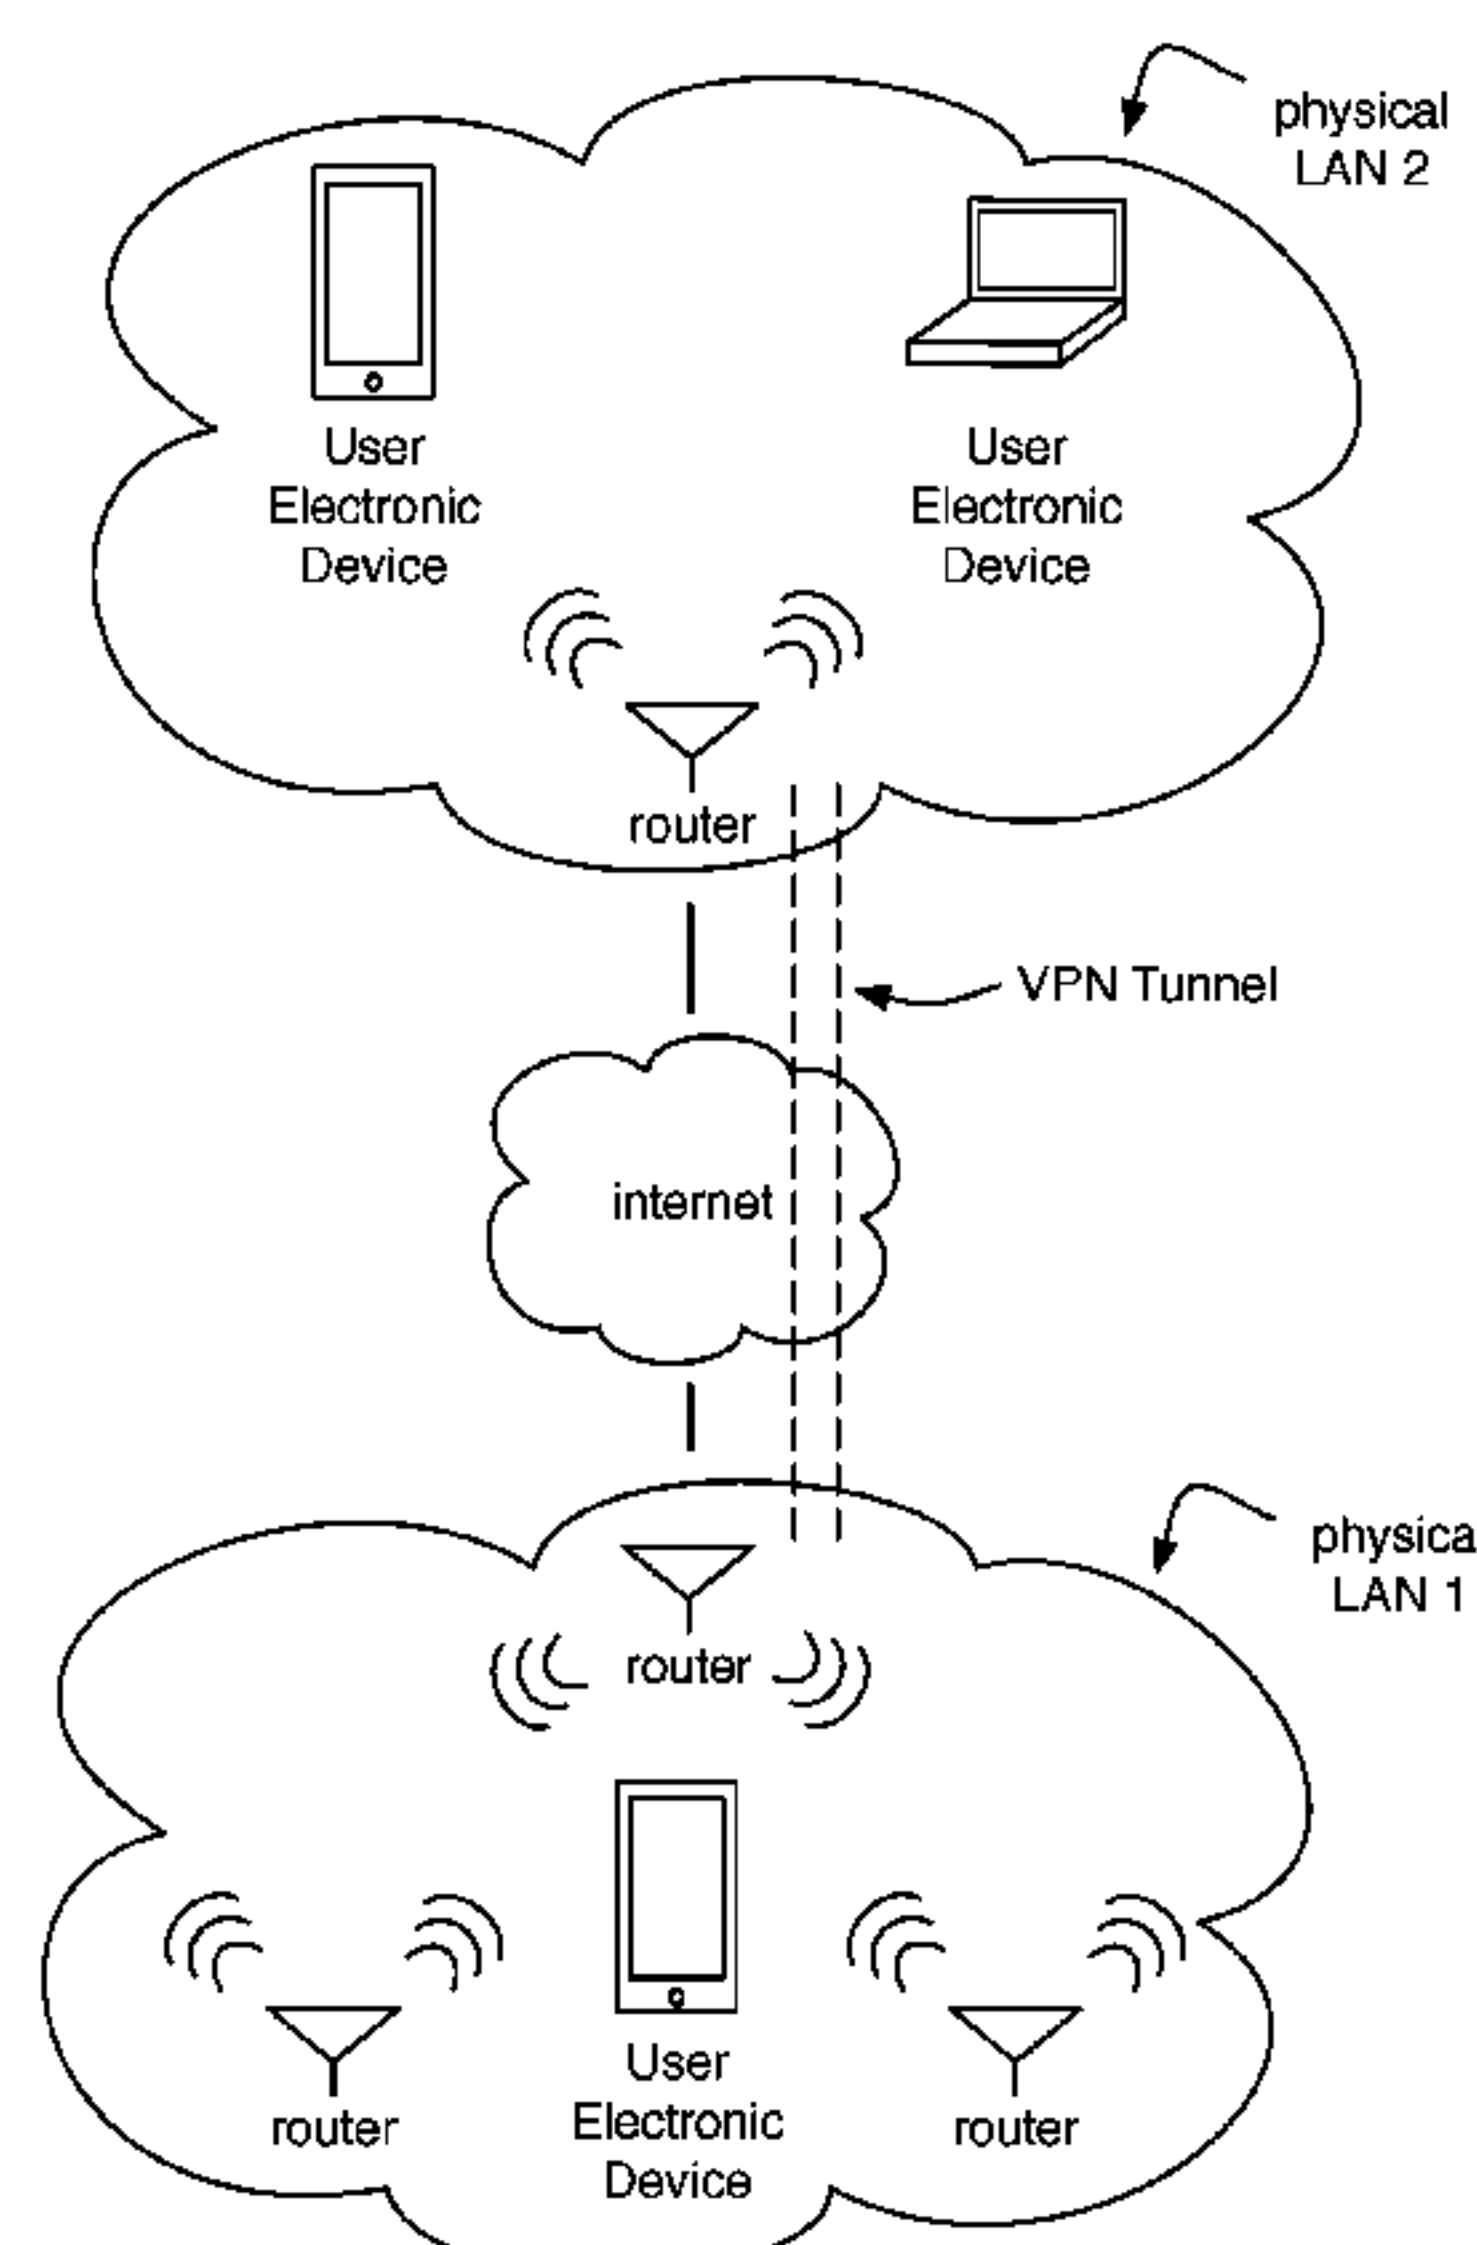 physical
LAN 2
User
Electronic
Device
User
Electronic
Device
router
VPN Tunnel
internet
physica
LAN 1
router
router
User
Electronic
Device
router